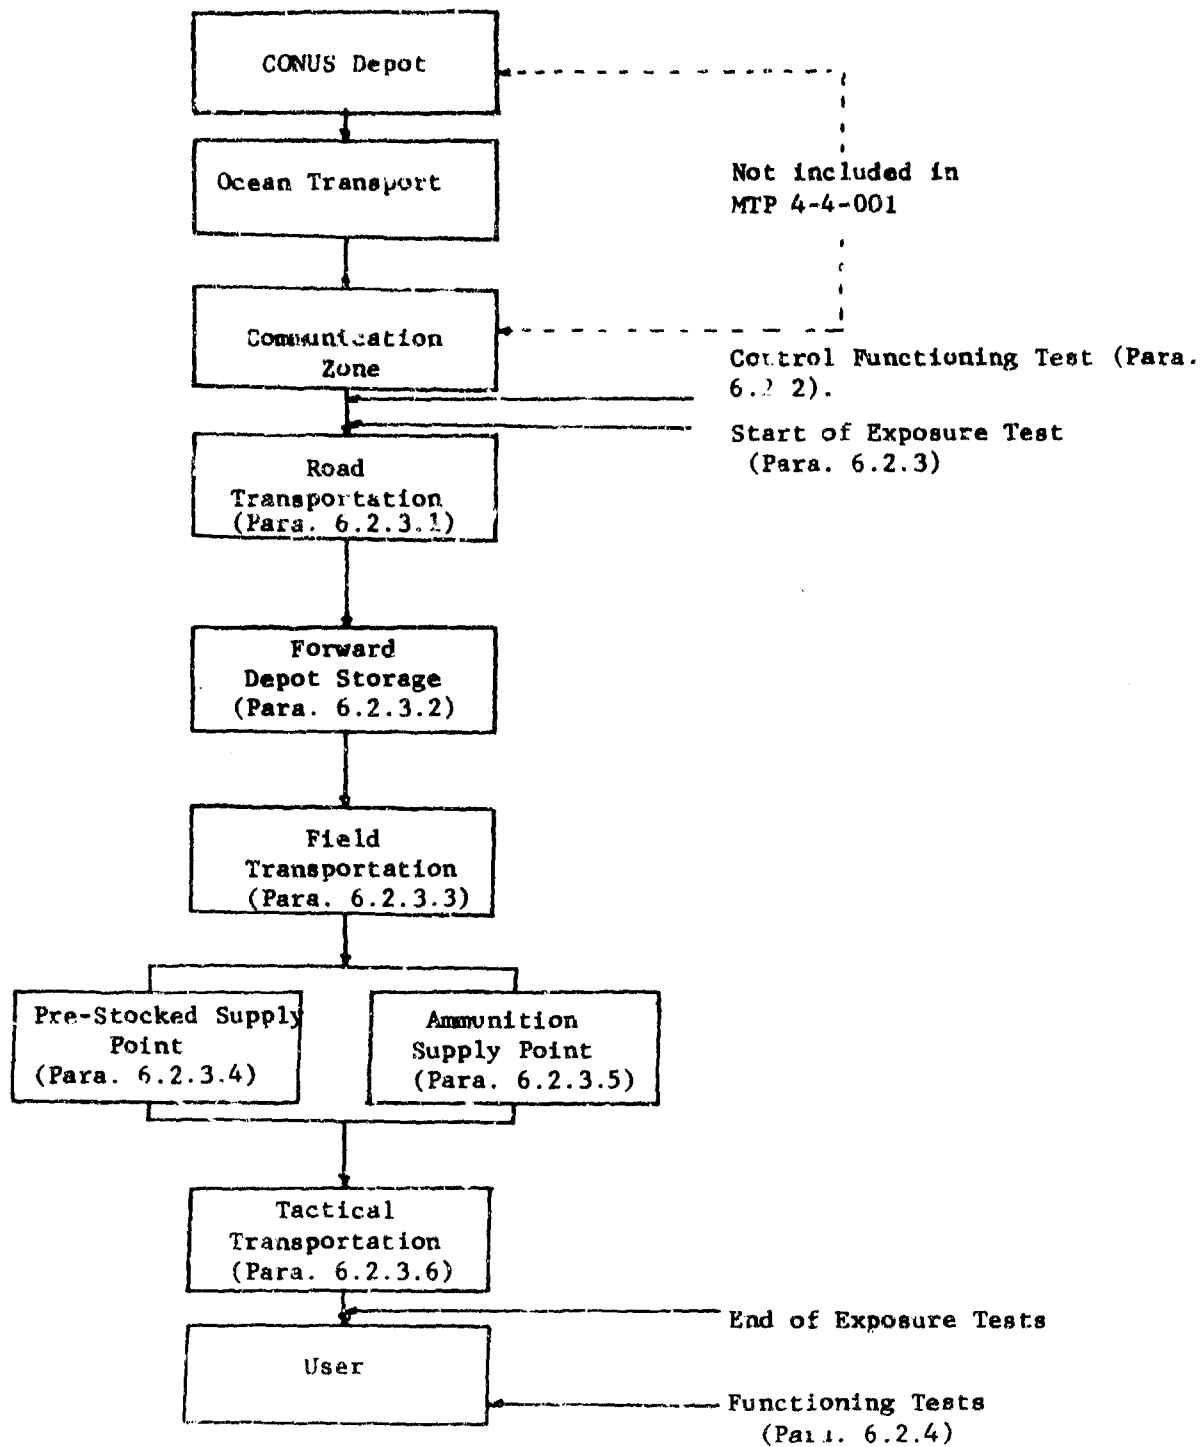 CONUS Depot
Ocean Transport
Not included in
MTP 4-4-001
Communication
Zone
Control Functioning Test (Para.
6.2 2).
Start of Exposure Test
(Para. 6.2.3)
Road
Transportation
(Para. 6.2.3.1)
Forward
Depot Storage
(Para. 6.2.3.2)
Field
Transportation
(Para. 6.2.3.3)
Pre-Stocked Supply
Point
(Para. 6.2.3.4)
Ammunition
Supply Point
(Para. 6.2.3.5)
Tactical
Transportation
(Para. 6.2.3.6)
End of Exposure Tests
User
Functioning Tests
(Para. 6.2.4)